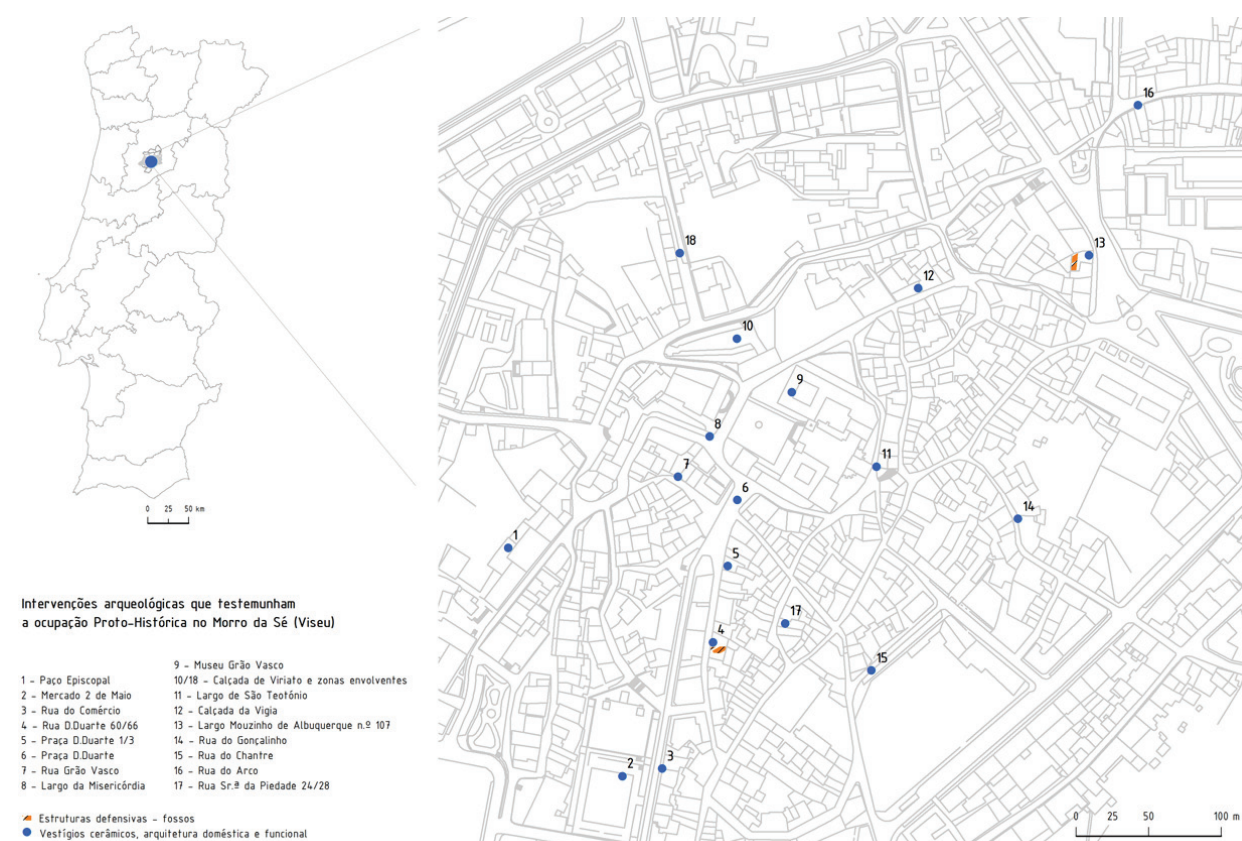 0 25 50 km
Intervenções arqueológicas que testemunham
a ocupação Proto-Histórica no Morro da Sé (Viseu)
1 - Paço Episcopal
2 - Mercado 2 de Maio
3 - Rua do Comércio
4 - Rua D.Duarte 60/66
5 - Praça D.Duarte 1/3
6 - Praça D.Duarte
7 - Rua Grão Vasco
8 - Largo da Misericórdia
9 - Museu Grão Vasco
10/18 - Calçada de Viriato e zonas envolventes
11 - Largo de São Teotónio
12 - Calçada da Vigia
13 - Largo Mouzinho de Albuquerque n.º 107
14 - Rua do Gonçalinho
15 - Rua do Chantre
16 - Rua do Arco
17 - Rua Sr.ª da Piedade 24/28
Estruturas defensivas - fossos
Vestígios cerâmicos, arquitetura doméstica e funcional
16
18
13
12
10
9
8
11
7
6
14
1
5
17
4
15
2
3
0 25 50 100 m